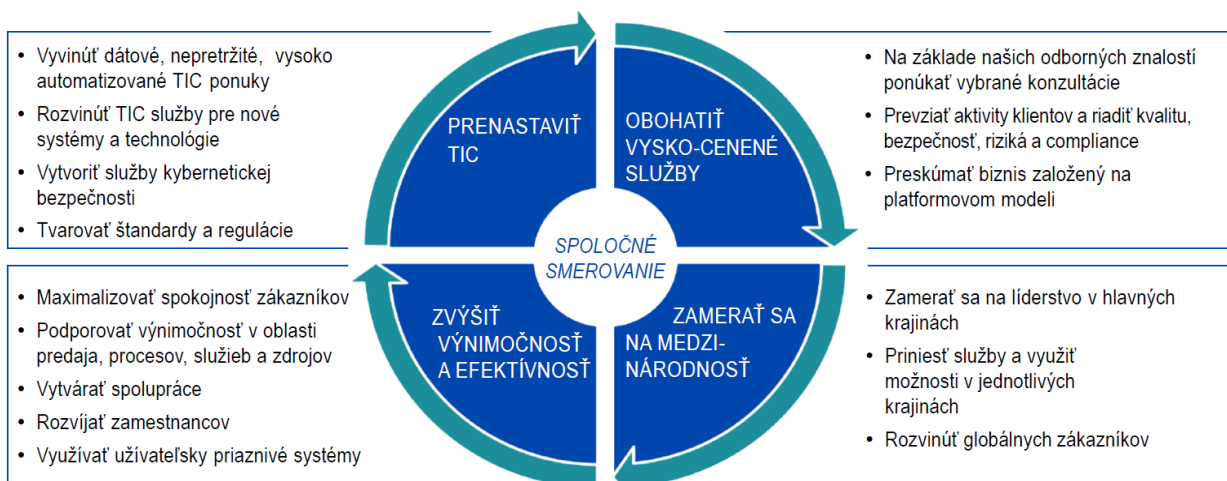 • Vyvinúť dátové, nepretržité, vysoko
automatizované TIC ponuky
• Rozvinúť TIC služby pre nové
systémy a technológie
• Vytvoriť služby kybernetickej
bezpečnosti
• Tvarovať štandardy a regulácie
PRENASTAVIŤ
TIC
OBOHATIŤ
VYSKO-CENENÉ
SLUŽBY
• Na základe našich odborných znalostí
ponúkať vybrané konzultácie
• Prevziať aktivity klientov a riadiť kvalitu,
bezpečnosť, riziká a compliance
• Preskúmať biznis založený na
platformovom modeli
SPOLOČNÉ
SMEROVANIE
• Maximalizovať spokojnosť zákazníkov
• Podporovať výnimočnosť v oblasti
predaja, procesov, služieb a zdrojov
• Vytvárať spolupráce
• Rozvíjať zamestnancov
• Využívať užívateľsky priaznivé systémy
ZVÝŠIŤ
VÝNIMOČNOSŤ
A EFEKTÍVNOSŤ
ZAMERAŤ SA
NA MEDZI-
NÁRODNOSŤ
• Zamerať sa na líderstvo v hlavných
krajinách
• Priniesť služby a využiť
možnosti v jednotlivých
krajinách
• Rozvinúť globálnych zákazníkov